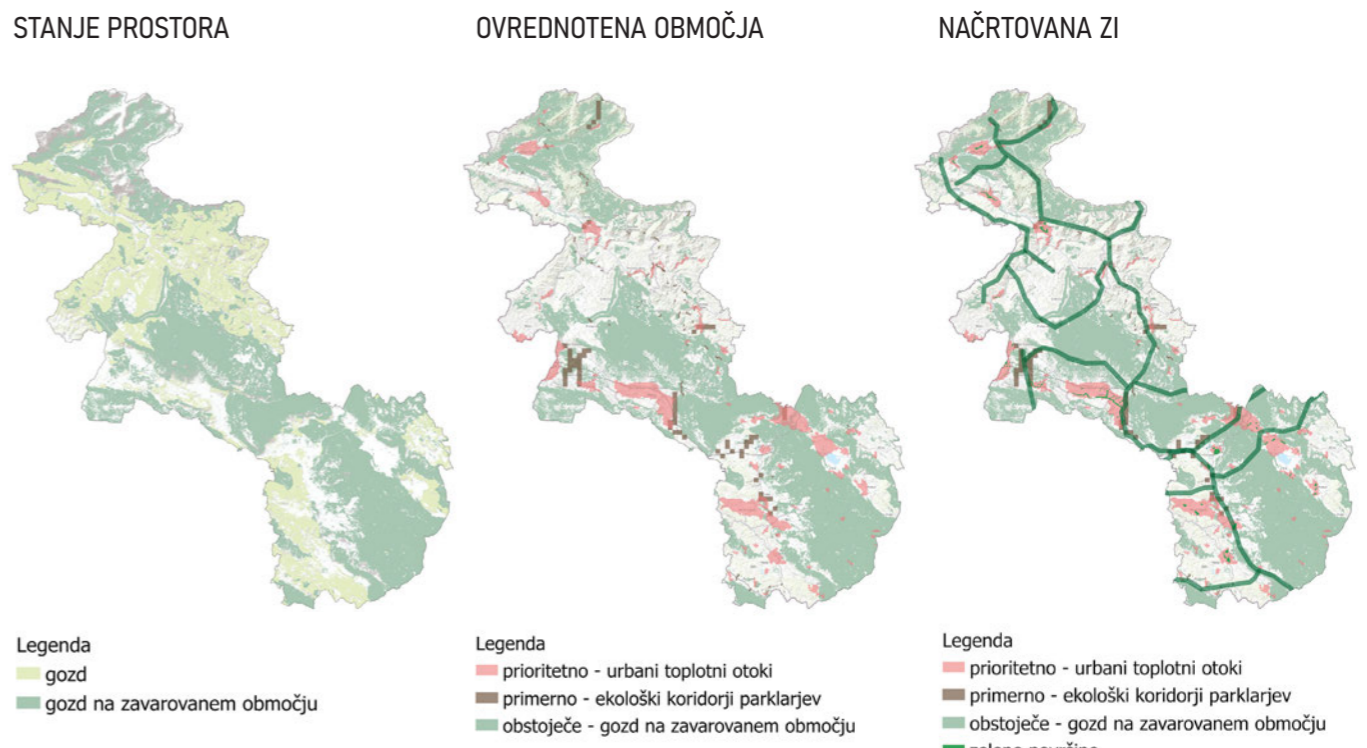 STANJE PROSTORA
OVREDNOTENA OBMOČJA
NAČRTOVANA ZI
Legenda
gozd
gozd na zavarovanem območju
Legenda
prioritetno - urbani toplotni otoki
primerno - ekološki koridorji parklarjev
obstoječe - gozd na zavarovanem območju
Legenda
prioritetno - urbani toplotni otoki
primerno - ekološki koridorji parklarjev
obstoječe - gozd na zavarovanem območju
zelene površine